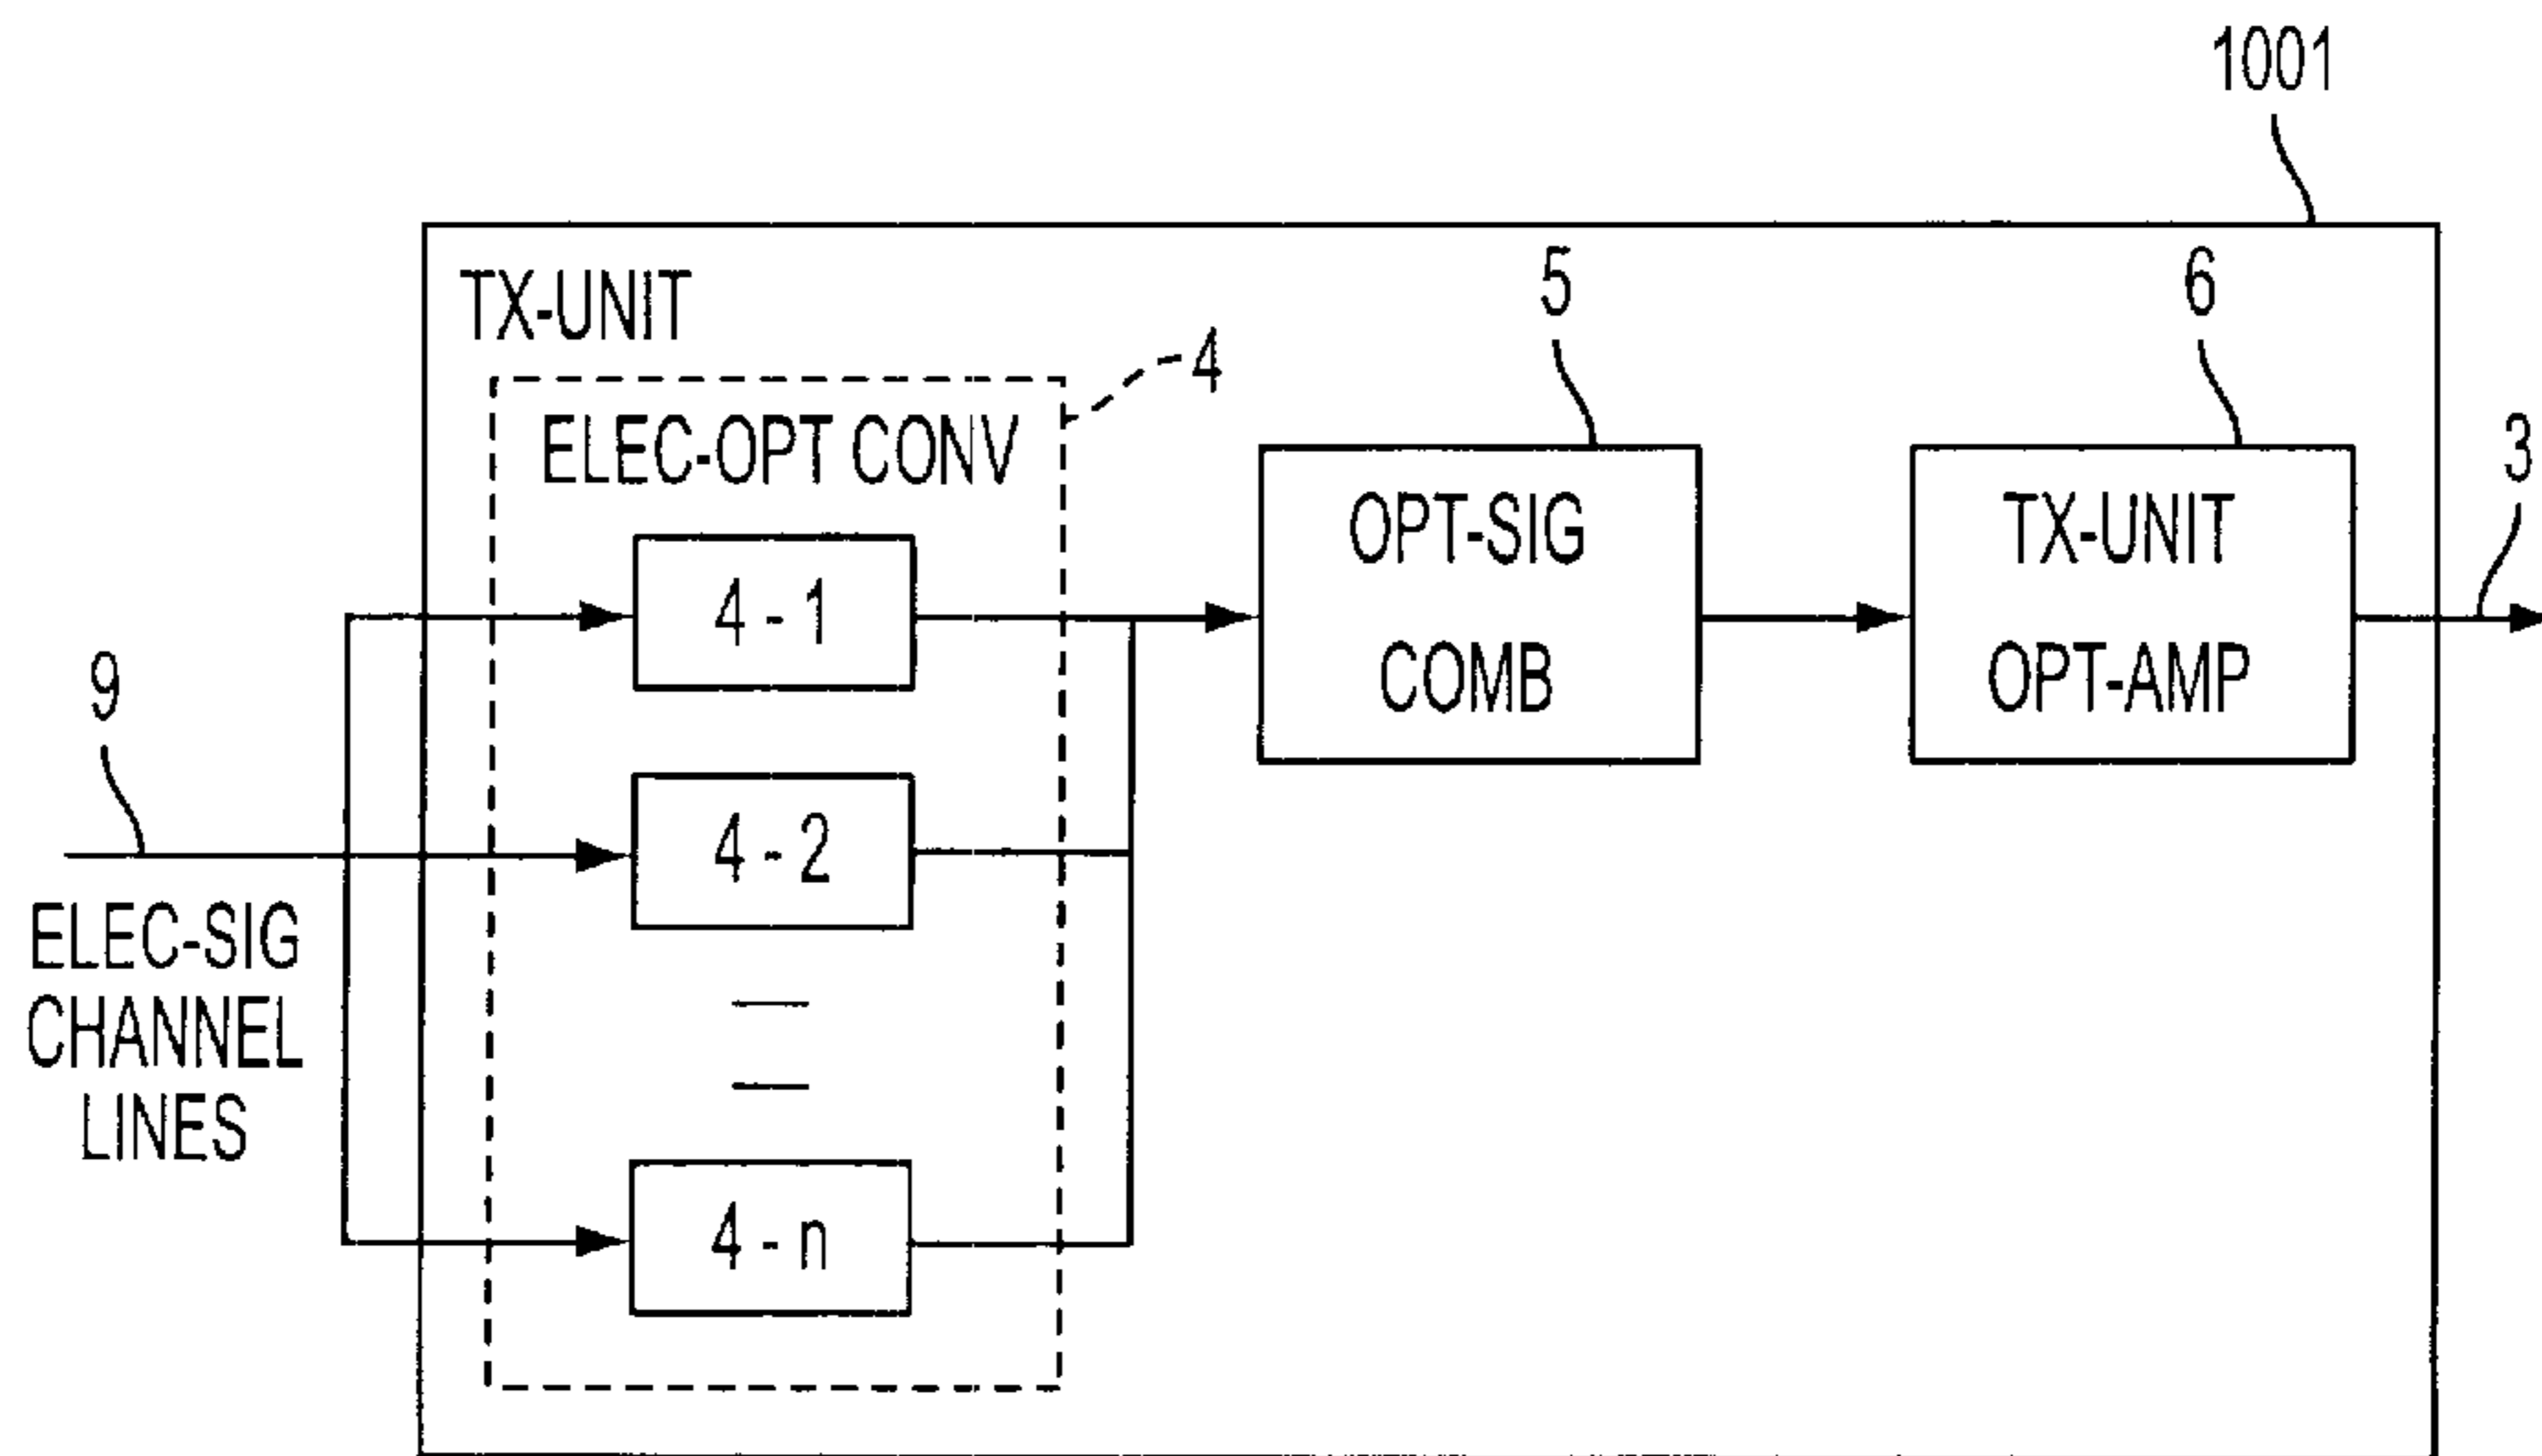 1001
TX-UNIT
5
6
4
ELEC-OPT CONV
3
OPT-SIG
COMB
TX-UNIT
OPT-AMP
4 - 1
9
4 - 2
ELEC-SIG
CHANNEL
LINES
4 - n